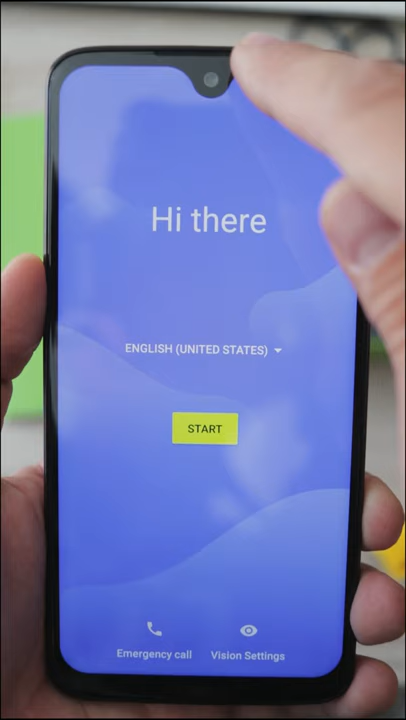 Hi there
ENGLISH (UNITED STATES)
START
Emergency call Vision Settings